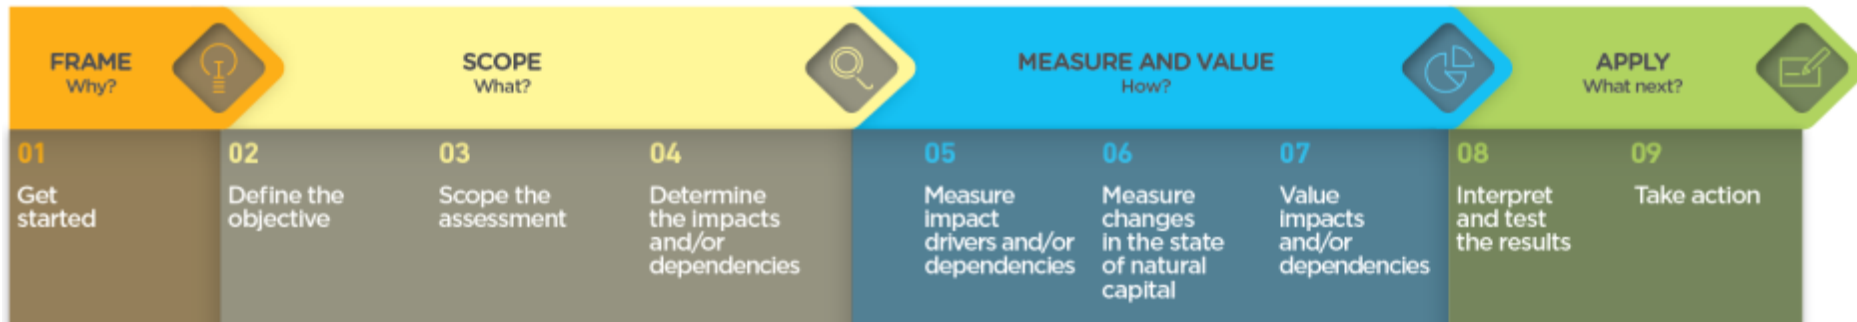 FRAME
Why?
SCOPE
What?
MEASURE AND VALUE
How?
APPLY
What next?
01
Get
started
02
Define the
objective
03
Scope the
assessment
04
Determine
the impacts
and/or
dependencies
05
Measure
impact
drivers and/or
dependencies
06
Measure
changes
in the state
of natural
capital
07
Value
impacts
and/or
dependencies
08
Interpret
and test
the results
09
Take action